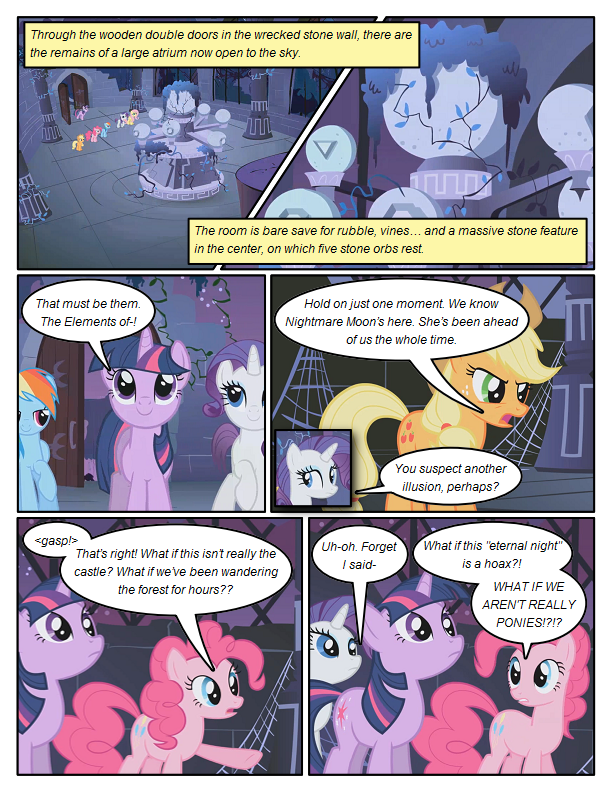 Through the wooden double doors in the wrecked stone wall, there are
the remains of a large atrium now open to the sky.
The room is bare save for rubble, vines… and a massive stone feature
in the center, on which five stone orbs rest.
That must be them.
The Elements of-!
Hold on just one moment. We know
Nightmare Moon's here. She's been ahead
of us the whole time.
You suspect another
illusion, perhaps?
<gasp!>
That's right! What if this isn't really the
castle? What if we've been wandering
the forest for hours??
Uh-oh. Forget
I said-
What if this "eternal night"
is a hoax?!
WHAT IF WE
AREN'T REALLY
PONIES!?!?